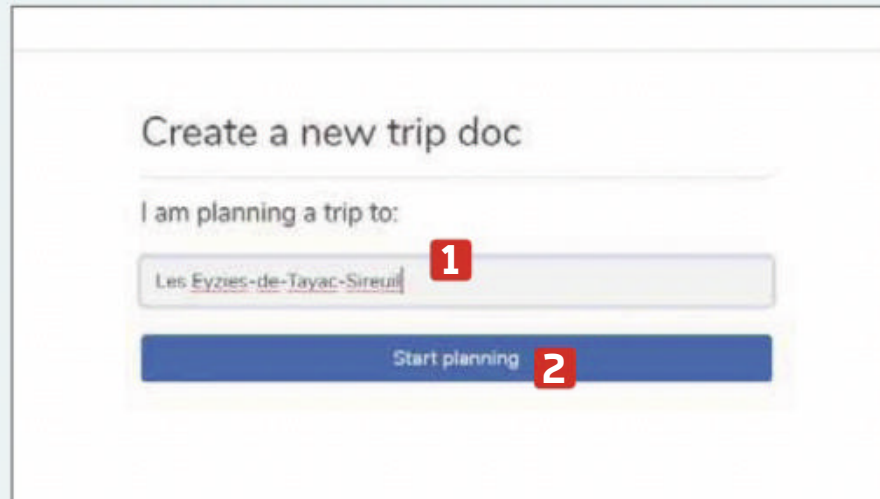 Create a new trip doc
I am planning a trip to:
1
Les Eyzies-de-Tayac-Sireuil
Start planning
2